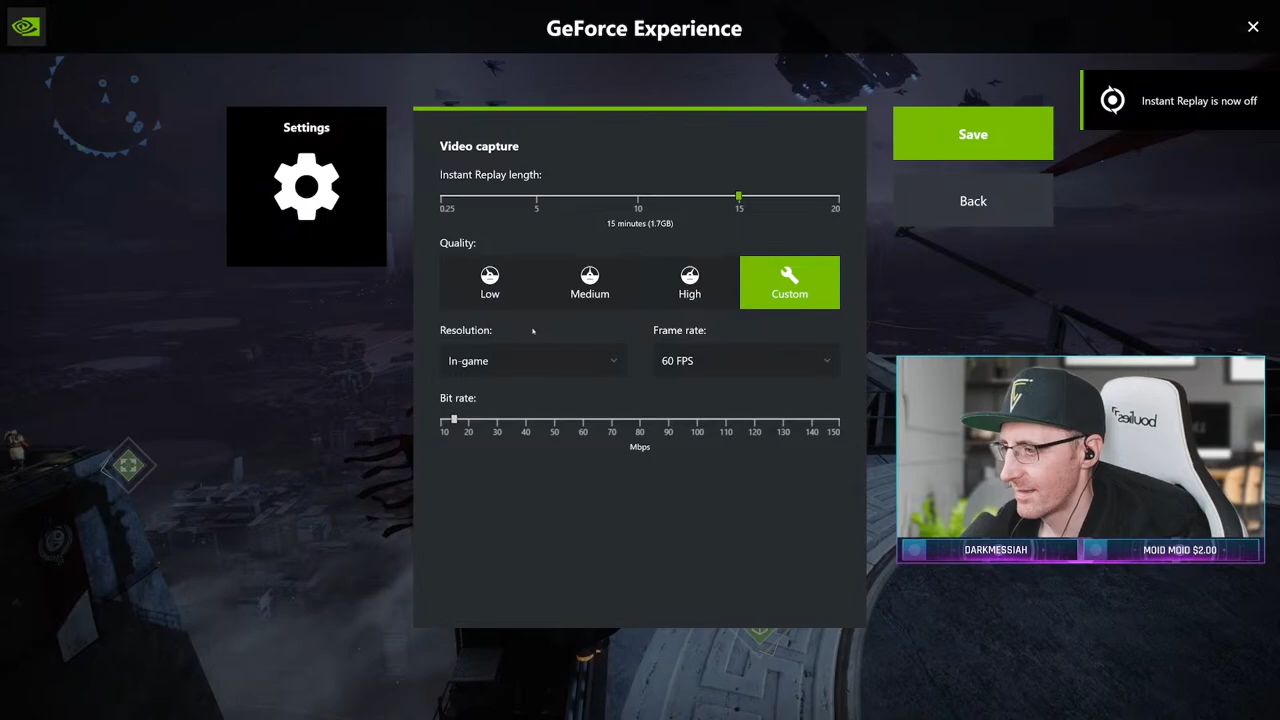 GeForce Experience
Instant Replay is now off
Settings
Video capture
Save
Instant Replay length:
0.25 5 10 15 20
15 minutes (1.7GB)
Back
Quality:
Low Medium High Custom
Resolution: Frame rate:
In-game 60 FPS
Bit rate:
10 20 30 40 50 60 70 80 90 100 110 120 130 140 150
Mbps
boulies
DARKMESSIAH MOID MOID $2.00